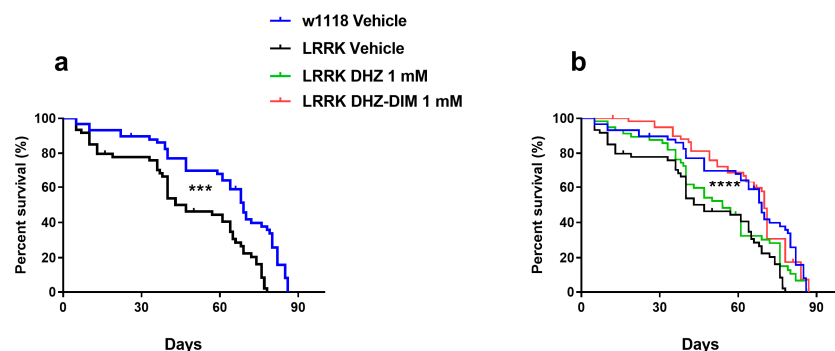 w1118 Vehicle
LRRK Vehicle
LRRK DHZ 1 mM
LRRK DHZ-DIM 1 mM
a
b
Percent survival (%)
100
80
60
40
20
0
***
0 30 60 90
Days
Percent survival (%)
100
80
60
40
20
0
****
0 30 60 90
Days